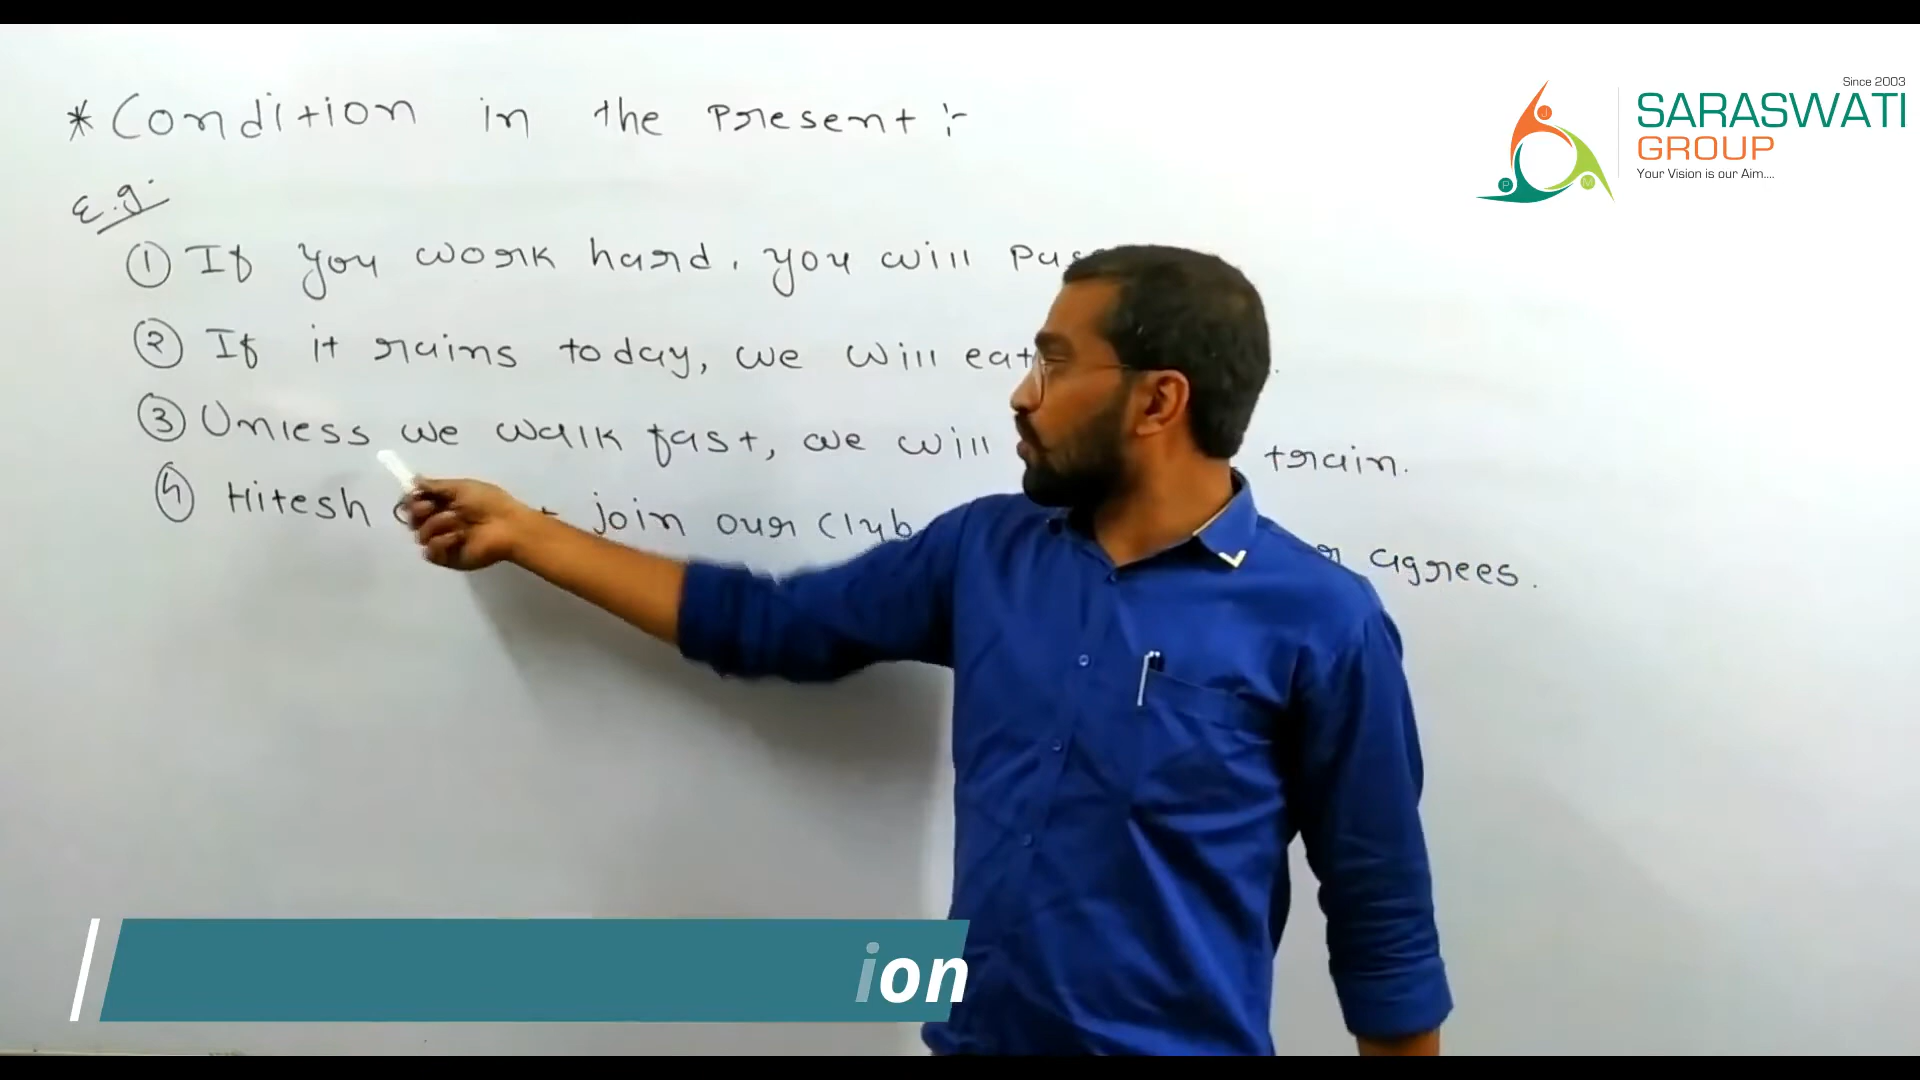 * Condition in the Present :-
E.g.
① If you work hard, you will
② If it rains today, we will eat
③ Unless we walk fast, we will train.
④ Hitesh join our club agrees.
Since 2003
SARASWATI
GROUP
Your Vision is our Aim....
J
P
M
ion